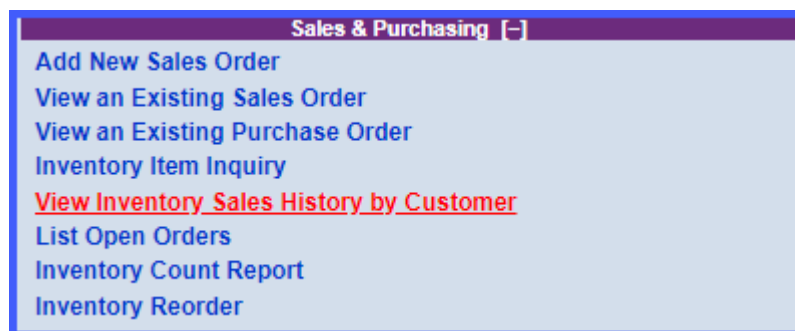 Sales & Purchasing [–]
Add New Sales Order
View an Existing Sales Order
View an Existing Purchase Order
Inventory Item Inquiry
View Inventory Sales History by Customer
List Open Orders
Inventory Count Report
Inventory Reorder